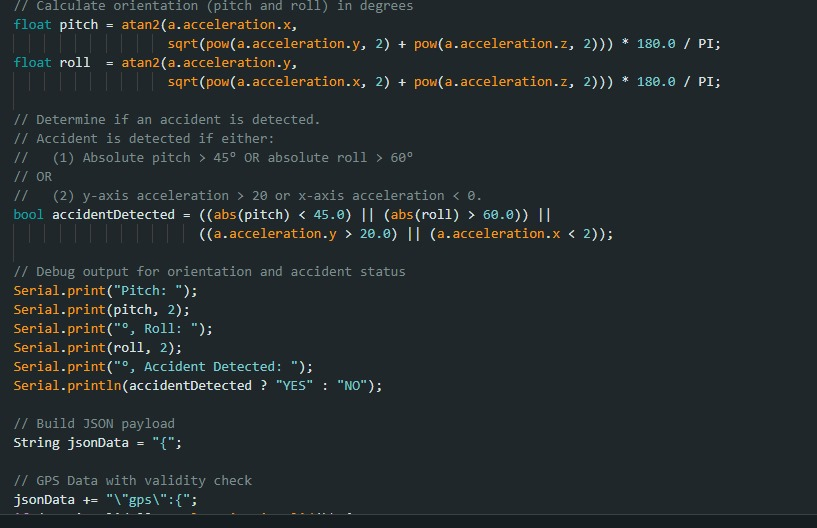 // Calculate orientation (pitch and roll) in degrees
float pitch = atan2(a.acceleration.x,
sqrt(pow(a.acceleration.y, 2) + pow(a.acceleration.z, 2))) * 180.0 / PI;
float roll  = atan2(a.acceleration.y,
sqrt(pow(a.acceleration.x, 2) + pow(a.acceleration.z, 2))) * 180.0 / PI;
// Determine if an accident is detected.
// Accident is detected if either:
//   (1) Absolute pitch > 45° OR absolute roll > 60°
// OR
//   (2) y-axis acceleration > 20 or x-axis acceleration < 0.
bool accidentDetected = ((abs(pitch) < 45.0) || (abs(roll) > 60.0)) ||
((a.acceleration.y > 20.0) || (a.acceleration.x < 2));
// Debug output for orientation and accident status
Serial.print("Pitch: ");
Serial.print(pitch, 2);
Serial.print("°, Roll: ");
Serial.print(roll, 2);
Serial.print("°, Accident Detected: ");
Serial.println(accidentDetected ? "YES" : "NO");
// Build JSON payload
String jsonData = "{";
// GPS Data with validity check
jsonData += "\"gps\":{";